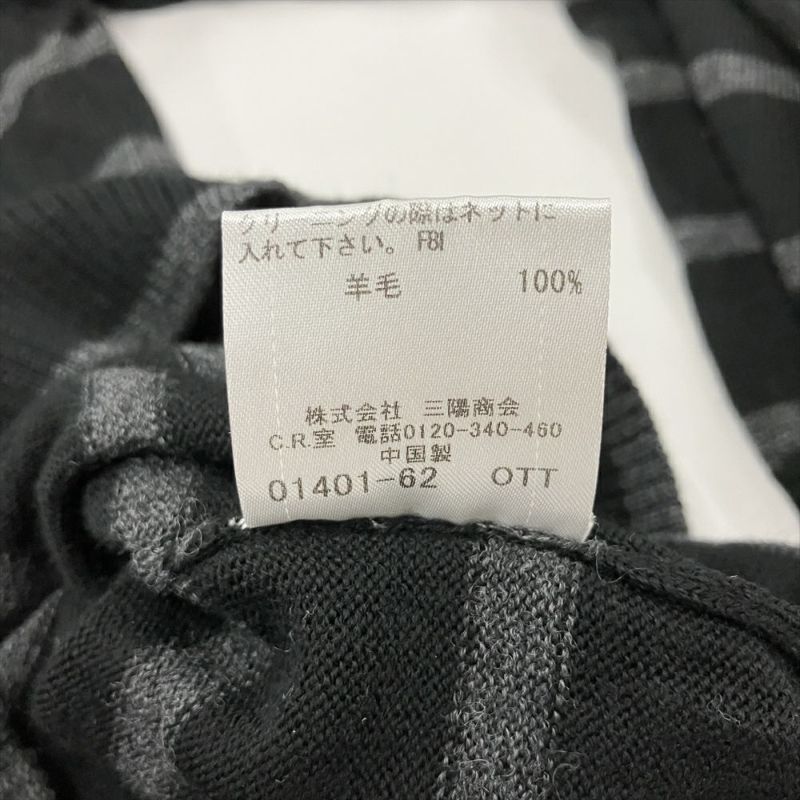 クリーニングの際はネットに
入れて下さい。 F81
羊毛 100%
株式会社 三陽商会
C.R.室 電話0120-340-460
中国製
01401-62 OTT